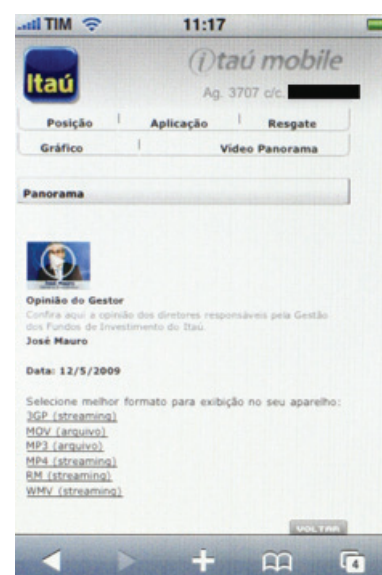 TIM 11:17
Itaú
itaú mobile
Ag. 3707 c/c.
Posição Aplicação Resgate
Gráfico Vídeo Panorama
Panorama
Opinião do Gestor
Confira aqui a opinião dos diretores responsáveis pela Gestão
dos Fundos de Investimento do Itaú.
José Mauro
Data: 12/5/2009
Selecione melhor formato para exibição no seu aparelho:
3GP (streaming)
MOV (arquivo)
MP3 (arquivo)
MP4 (streaming)
RM (streaming)
WMV (streaming)
VOLTAR
4